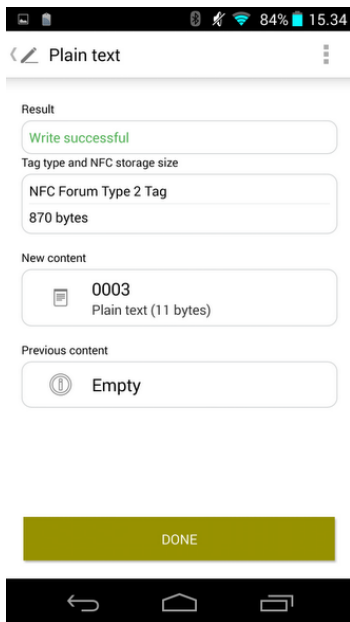 84% 15.34
Plain text
Result
Write successful
Tag type and NFC storage size
NFC Forum Type 2 Tag
870 bytes
New content
0003
Plain text (11 bytes)
Previous content
Empty
DONE